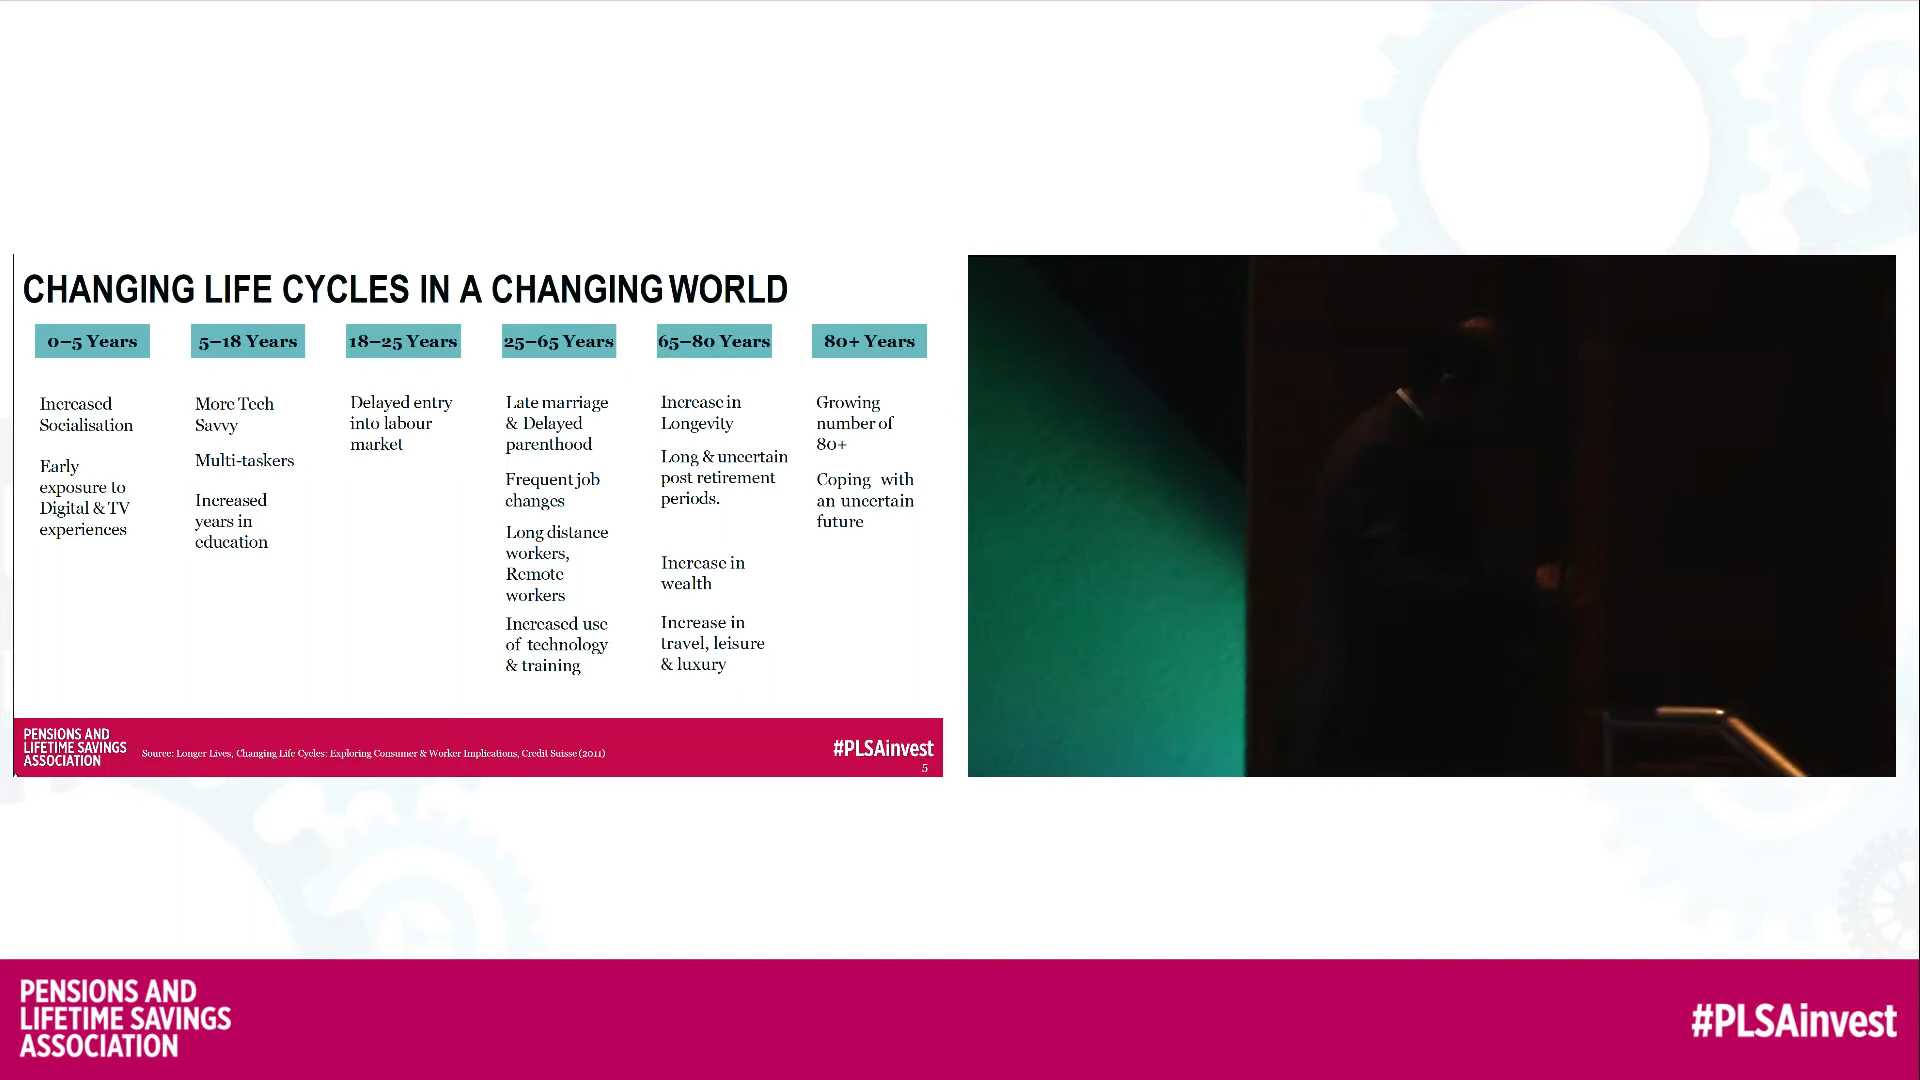 CHANGING LIFE CYCLES IN A CHANGING WORLD
0–5 Years
Increased
Socialisation
Early
exposure to
Digital & TV
experiences
5–18 Years
More Tech
Savvy
Multi-taskers
Increased
years in
education
18–25 Years
Delayed entry
into labour
market
25–65 Years
Late marriage
& Delayed
parenthood
Frequent job
changes
Long distance
workers,
Remote
workers
Increased use
of technology
& training
65–80 Years
Increase in
Longevity
Long & uncertain
post retirement
periods.
Increase in
wealth
Increase in
travel, leisure
& luxury
80+ Years
Growing
number of
80+
Coping with
an uncertain
future
PENSIONS AND
LIFETIME SAVINGS
ASSOCIATION
Source: Longer Lives, Changing Life Cycles: Exploring Consumer & Worker Implications, Credit Suisse (2011)
#PLSAinvest
5
PENSIONS AND
LIFETIME SAVINGS
ASSOCIATION
#PLSAinvest